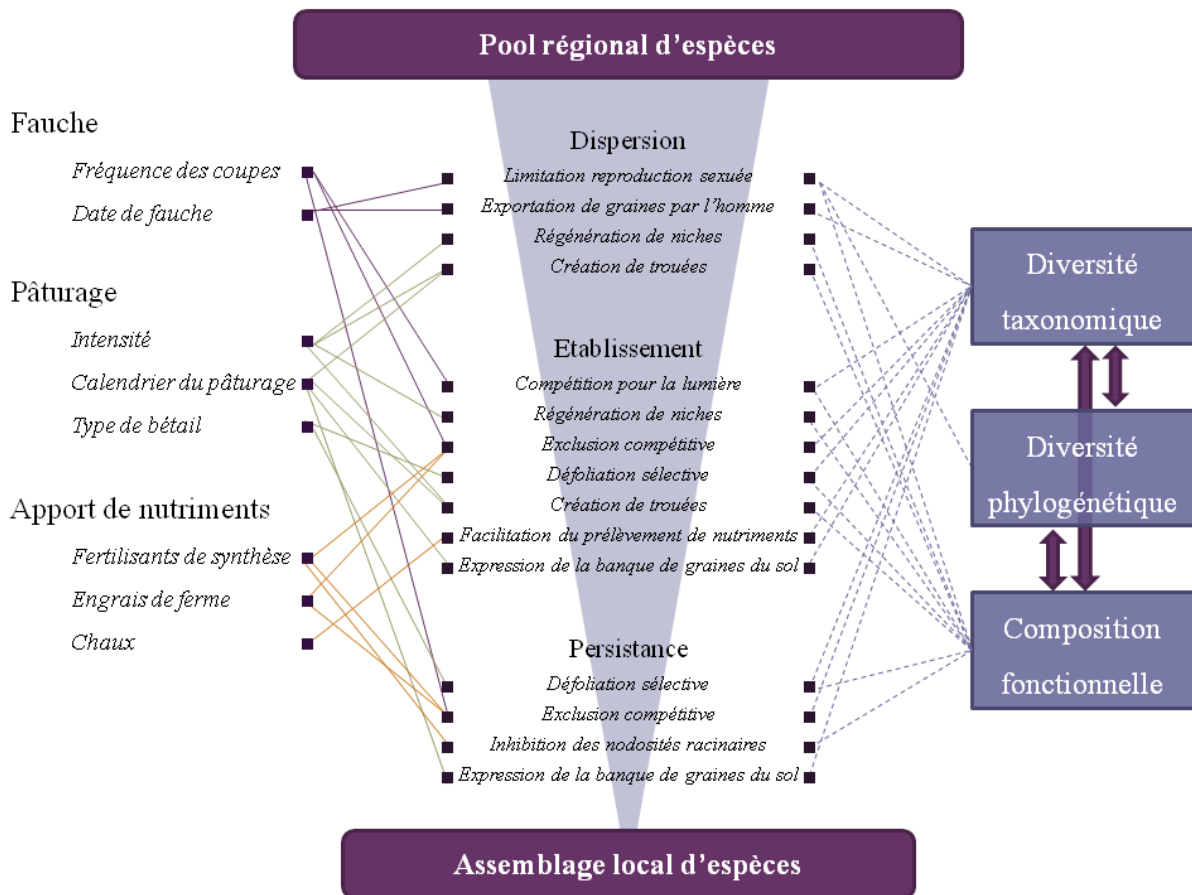 Pool régional d'espèces
Fauche
Fréquence des coupes
Date de fauche
Pâturage
Intensité
Calendrier du pâturage
Type de bétail
Apport de nutriments
Fertilisants de synthèse
Engrais de ferme
Chaux
Dispersion
Limitation reproduction sexuée
Exportation de graines par l'homme
Régénération de niches
Création de trouées
Etablissement
Compétition pour la lumière
Régénération de niches
Exclusion compétitive
Défoliation sélective
Création de trouées
Facilitation du prélèvement de nutriments
Expression de la banque de graines du sol
Persistance
Défoliation sélective
Exclusion compétitive
Inhibition des nodosités racinaires
Expression de la banque de graines du sol
Diversité
taxonomique
Diversité
phylogénétique
Composition
fonctionnelle
Assemblage local d'espèces